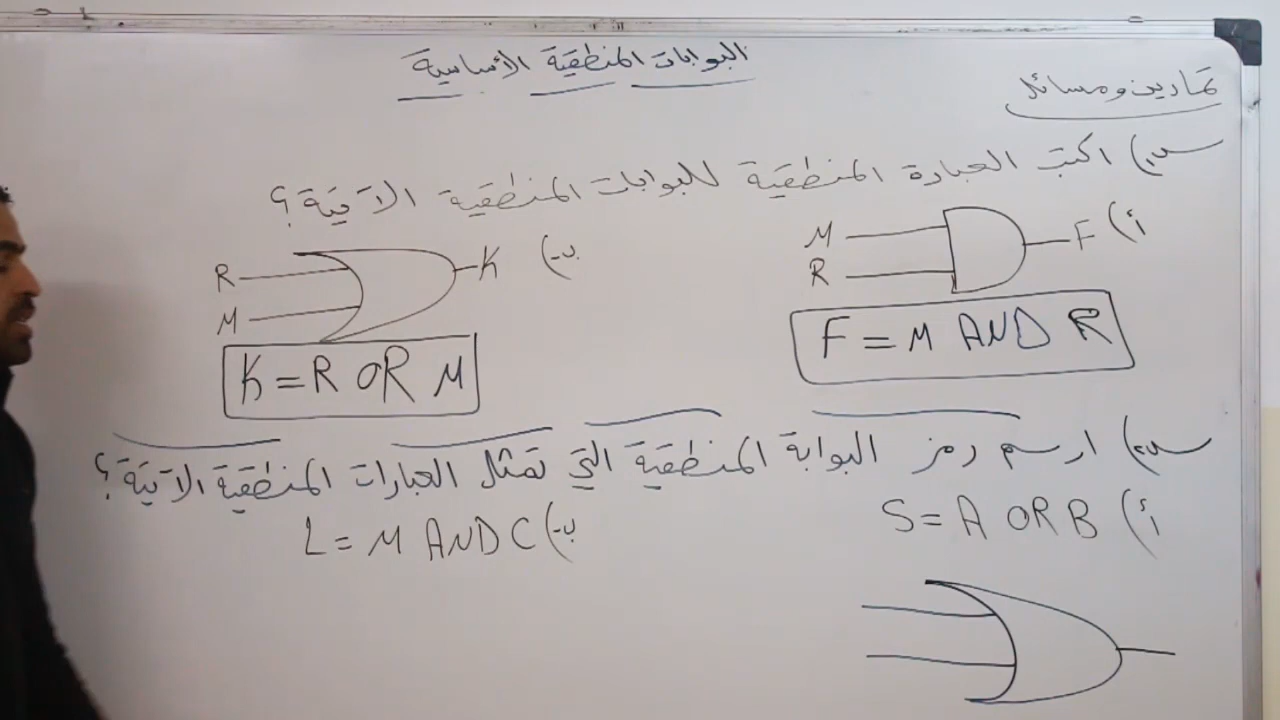 البوابات المنطقية الأساسية
تمارين ومسائل
س١) اكتب العبارة المنطقية للبوابات المنطقية الآتية؟
أ) M R F
F = M AND R
ب-) R M K
K = R OR M
س٢) ارسم رمز البوابة المنطقية التي تمثل العبارات المنطقية الآتية؟
أ) S = A OR B
ب-) L = M AND C